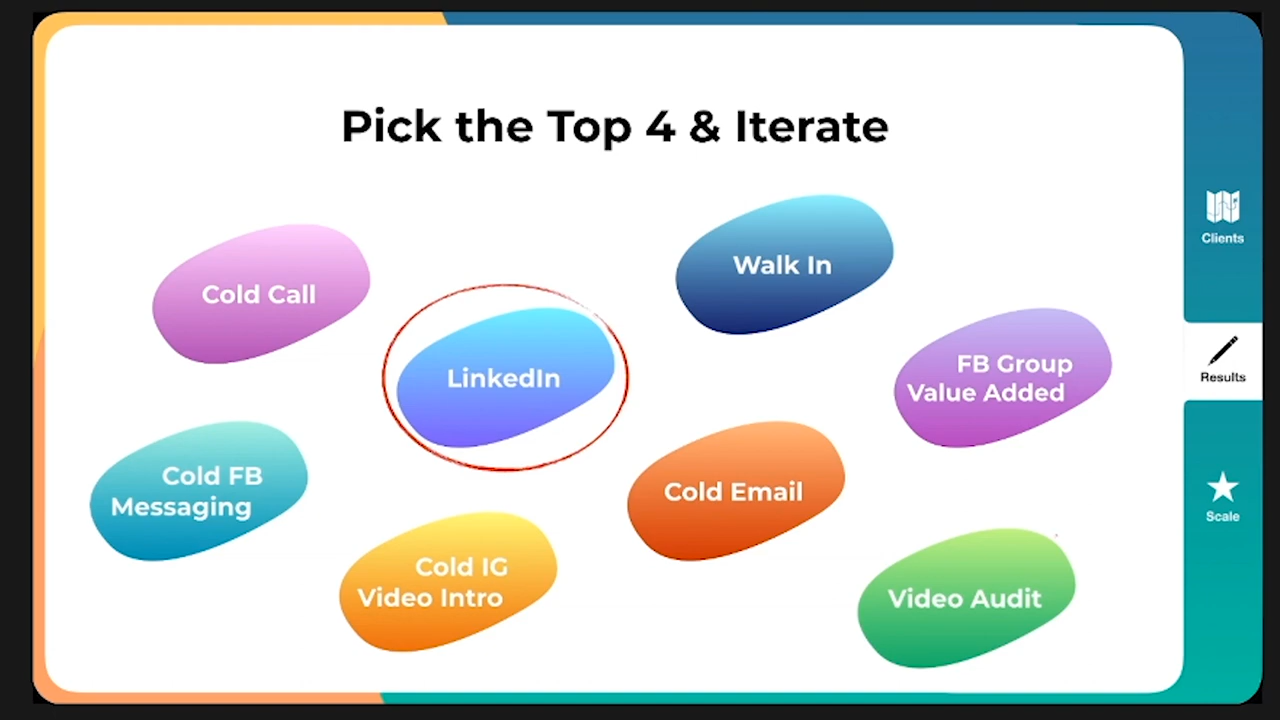 Pick the Top 4 & Iterate
Cold Call
LinkedIn
Walk In
FB Group
Value Added
Cold FB
Messaging
Cold IG
Video Intro
Cold Email
Video Audit
Clients
Results
Scale